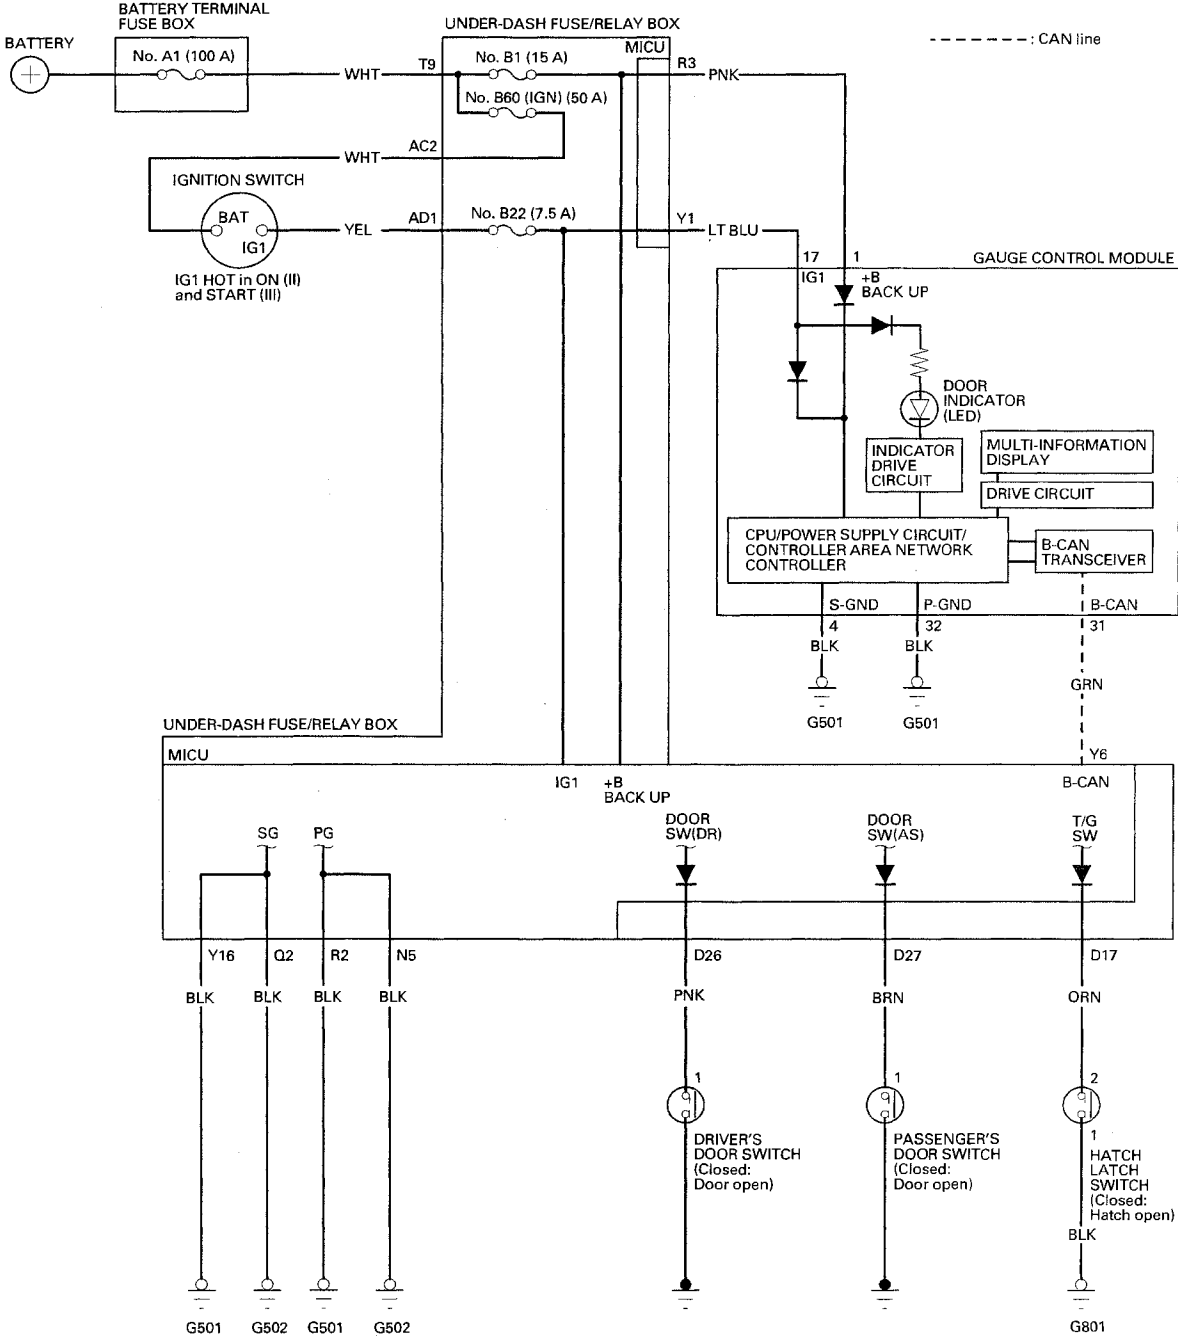 BATTERY TERMINAL
FUSE BOX
BATTERY
No. A1 (100 A)
UNDER-DASH FUSE/RELAY BOX
MICU
- - - - - - - - : CAN line
WHT
T9
No. B1 (15 A)
R3
PNK
No. B60 (IGN) (50 A)
WHT
AC2
IGNITION SWITCH
BAT
IG1
YEL
AD1
No. B22 (7.5 A)
Y1
LT BLU
IG1 HOT in ON (II)
and START (III)
17
1
GAUGE CONTROL MODULE
IG1
+B
BACK UP
DOOR
INDICATOR
(LED)
INDICATOR
DRIVE
CIRCUIT
MULTI-INFORMATION
DISPLAY
DRIVE CIRCUIT
CPU/POWER SUPPLY CIRCUIT/
CONTROLLER AREA NETWORK
CONTROLLER
B-CAN
TRANSCEIVER
S-GND
P-GND
B-CAN
4
32
31
BLK
BLK
GRN
G501
G501
UNDER-DASH FUSE/RELAY BOX
MICU
Y6
IG1
+B
BACK UP
B-CAN
SG
PG
DOOR
SW(DR)
DOOR
SW(AS)
T/G
SW
Y16
Q2
R2
N5
D26
D27
D17
BLK
BLK
BLK
BLK
PNK
BRN
ORN
1
1
2
DRIVER'S
DOOR SWITCH
(Closed:
Door open)
PASSENGER'S
DOOR SWITCH
(Closed:
Door open)
1
HATCH
LATCH
SWITCH
(Closed:
Hatch open)
BLK
G501
G502
G501
G502
G801